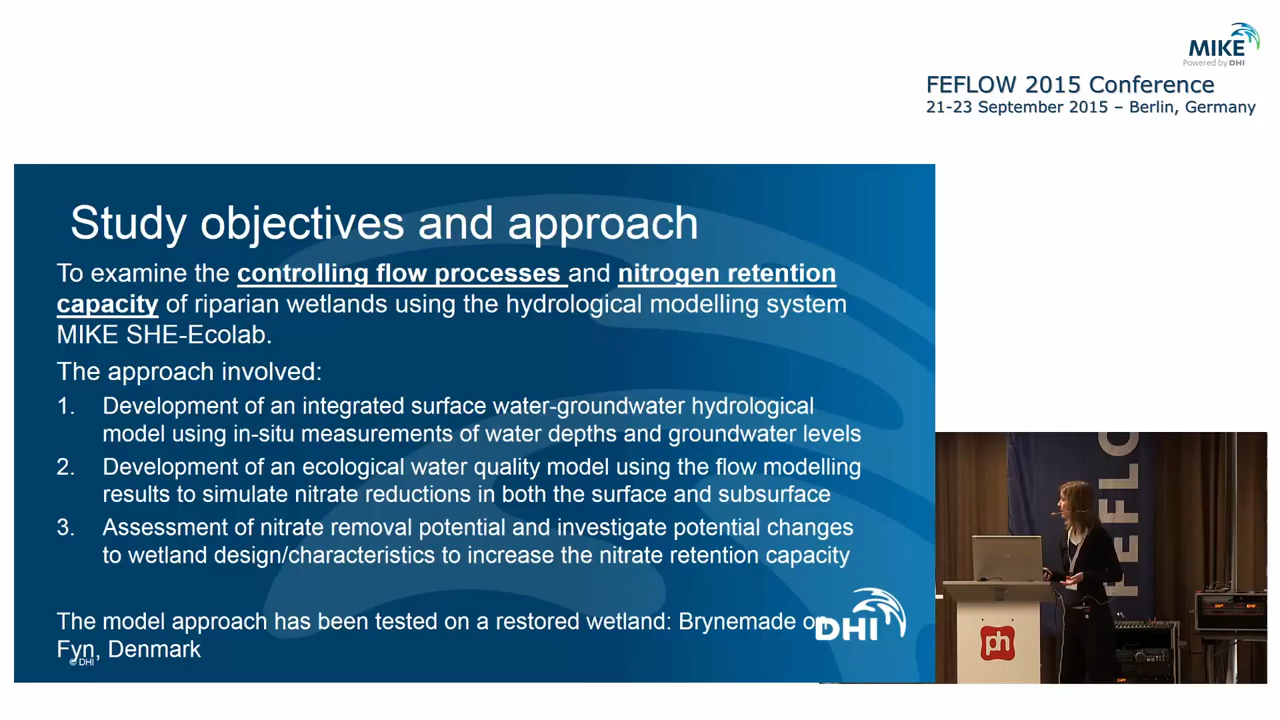 MIKE
Powered by DHI
FEFLOW 2015 Conference
21-23 September 2015 – Berlin, Germany
Study objectives and approach
To examine the controlling flow processes and nitrogen retention
capacity of riparian wetlands using the hydrological modelling system
MIKE SHE-Ecolab.
The approach involved:
1. Development of an integrated surface water-groundwater hydrological
model using in-situ measurements of water depths and groundwater levels
2. Development of an ecological water quality model using the flow modelling
results to simulate nitrate reductions in both the surface and subsurface
3. Assessment of nitrate removal potential and investigate potential changes
to wetland design/characteristics to increase the nitrate retention capacity
The model approach has been tested on a restored wetland: Brynemade on
Fyn, Denmark
© DHI
DHI
FEFLO
FEFLOW
ph